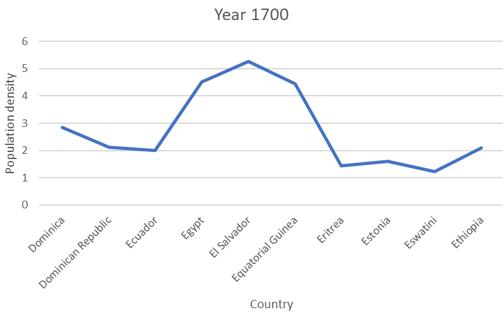 Year 1700
Population density
6
5
4
3
2
1
0
Dominica
Dominican Republic
Ecuador
Egypt
El Salvador
Equatorial Guinea
Eritrea
Estonia
Eswatini
Ethiopia
Country